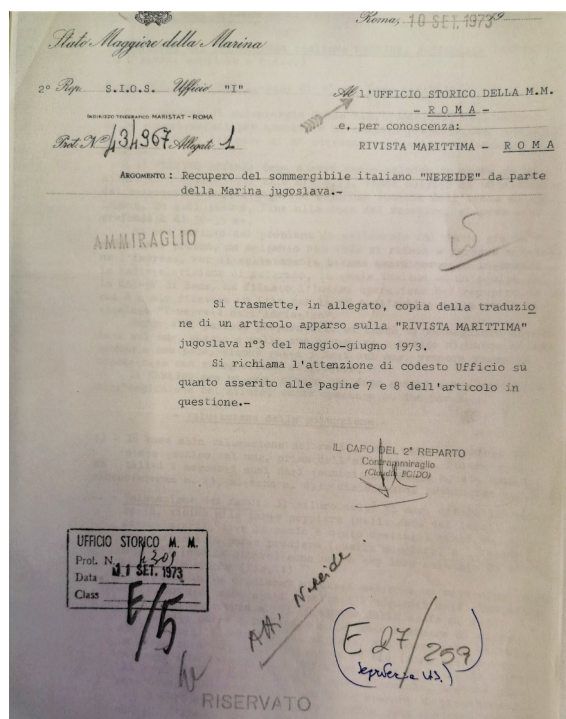 Roma, 10 SET. 1973
Stato Maggiore della Marina
2° Rep. S.I.O.S. Ufficio "I"
All'UFFICIO STORICO DELLA M.M.
- ROMA -
INDIRIZZO TELEGRAFICO: MARISTAT - ROMA
e, per conoscenza:
Prot. N° 434967 Allegati 1
RIVISTA MARITTIMA - ROMA
ARGOMENTO : Recupero del sommergibile italiano "NEREIDE" da parte
della Marina jugoslava.-
AMMIRAGLIO
Si trasmette, in allegato, copia della traduzio
ne di un articolo apparso sulla "RIVISTA MARITTIMA"
jugoslava n°3 del maggio-giugno 1973.
Si richiama l'attenzione di codesto Ufficio su
quanto asserito alle pagine 7 e 8 dell'articolo in
questione.-
IL CAPO DEL 2° REPARTO
Contrammiraglio
UFFICIO STORICO M. M.
Prot. N.
Data 11 SET. 1973
Class E/5
Atti Nereide
E 27/259
RISERVATO